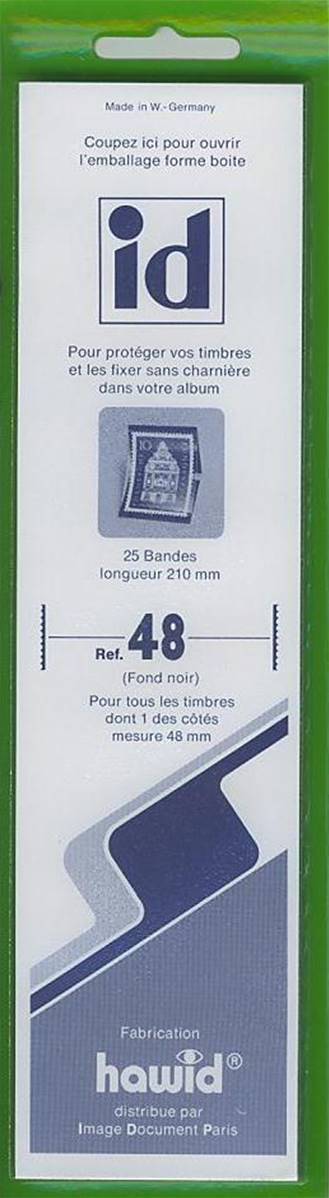 Made in W.-Germany
Coupez ici pour ouvrir
l'emballage forme boite
id
Pour protéger vos timbres
et les fixer sans charnière
dans votre album
10
25 Bandes
longueur 210 mm
Ref. 48
(Fond noir)
Pour tous les timbres
dont 1 des côtés
mesure 48 mm
Fabrication
hawid®
distribue par
Image Document Paris